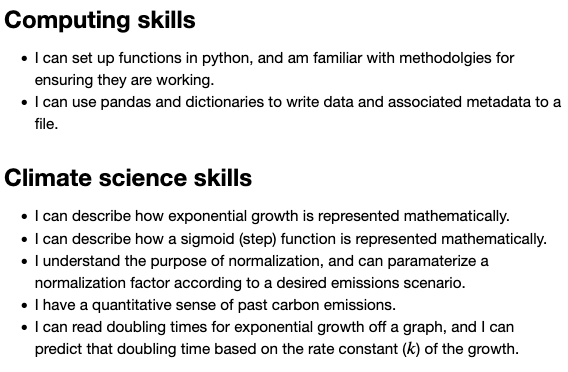 Computing skills
• I can set up functions in python, and am familiar with methodolgies for
ensuring they are working.
• I can use pandas and dictionaries to write data and associated metadata to a
file.
Climate science skills
• I can describe how exponential growth is represented mathematically.
• I can describe how a sigmoid (step) function is represented mathematically.
• I understand the purpose of normalization, and can paramaterize a
normalization factor according to a desired emissions scenario.
• I have a quantitative sense of past carbon emissions.
• I can read doubling times for exponential growth off a graph, and I can
predict that doubling time based on the rate constant (k) of the growth.